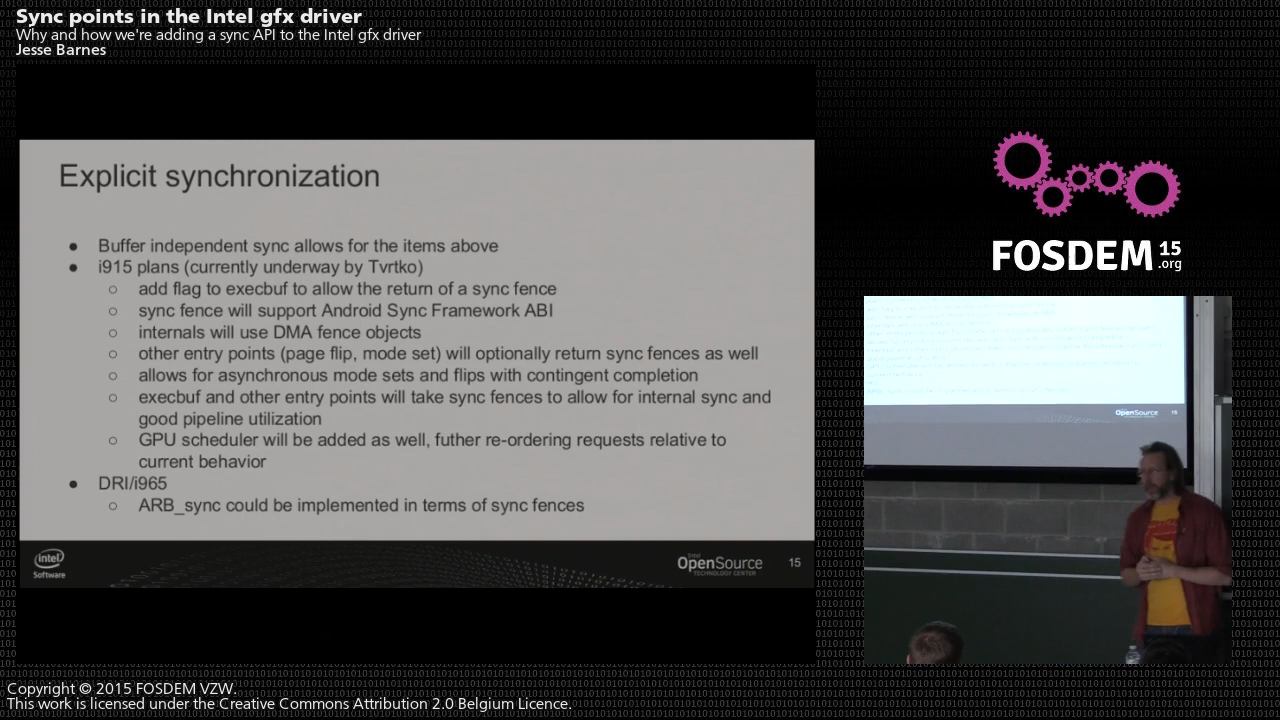 Sync points in the Intel gfx driver
Why and how we're adding a sync API to the Intel gfx driver
Jesse Barnes
Explicit synchronization
● Buffer independent sync allows for the items above
● i915 plans (currently underway by Tvrtko)
○ add flag to execbuf to allow the return of a sync fence
○ sync fence will support Android Sync Framework ABI
○ internals will use DMA fence objects
○ other entry points (page flip, mode set) will optionally return sync fences as well
○ allows for asynchronous mode sets and flips with contingent completion
○ execbuf and other entry points will take sync fences to allow for internal sync and
good pipeline utilization
○ GPU scheduler will be added as well, futher re-ordering requests relative to
current behavior
● DRI/i965
○ ARB_sync could be implemented in terms of sync fences
intel
Software
Intel
OpenSource
TECHNOLOGY CENTER
15
FOSDEM 15
.org
OpenSource
15
Copyright © 2015 FOSDEM VZW.
This work is licensed under the Creative Commons Attribution 2.0 Belgium Licence.